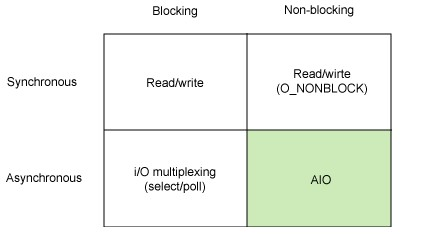 Blocking
Non-blocking
Synchronous
Read/write
Read/wirte
(O_NONBLOCK)
Asynchronous
i/O multiplexing
(select/poll)
AIO